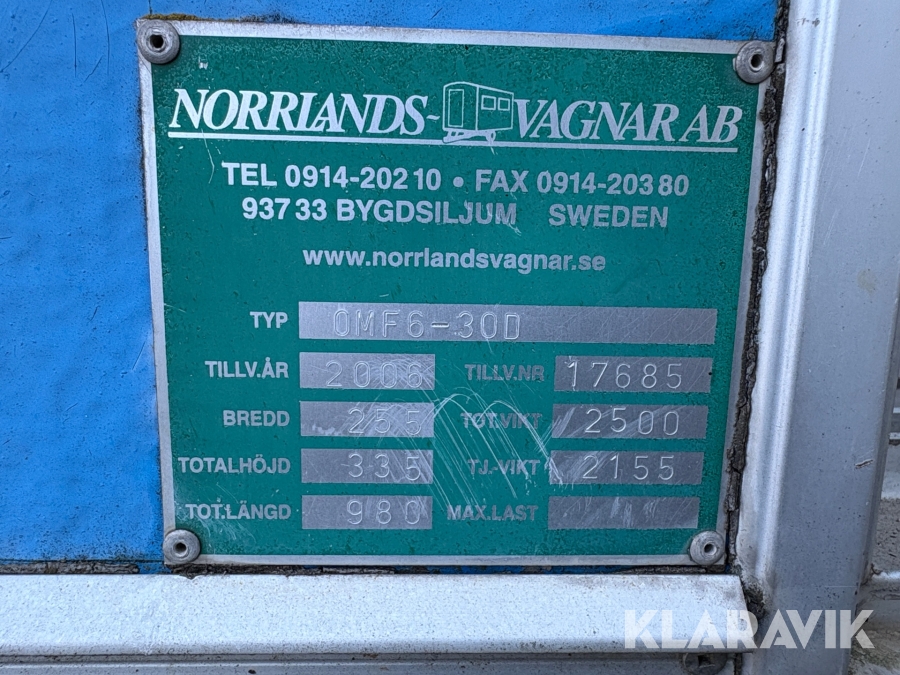 NORRLANDS-VAGNAR AB
TEL 0914-202 10 • FAX 0914-203 80
937 33 BYGDSILJUM SWEDEN
www.norrlandsvagnar.se
TYP OMF6-30D
TILLV.ÅR 2006 TILLV.NR 17685
BREDD 255 TOT.VIKT 2500
TOTALHÖJD 335 TJ.-VIKT 2155
TOT.LÄNGD 980 MAX.LAST
KLARAVIK